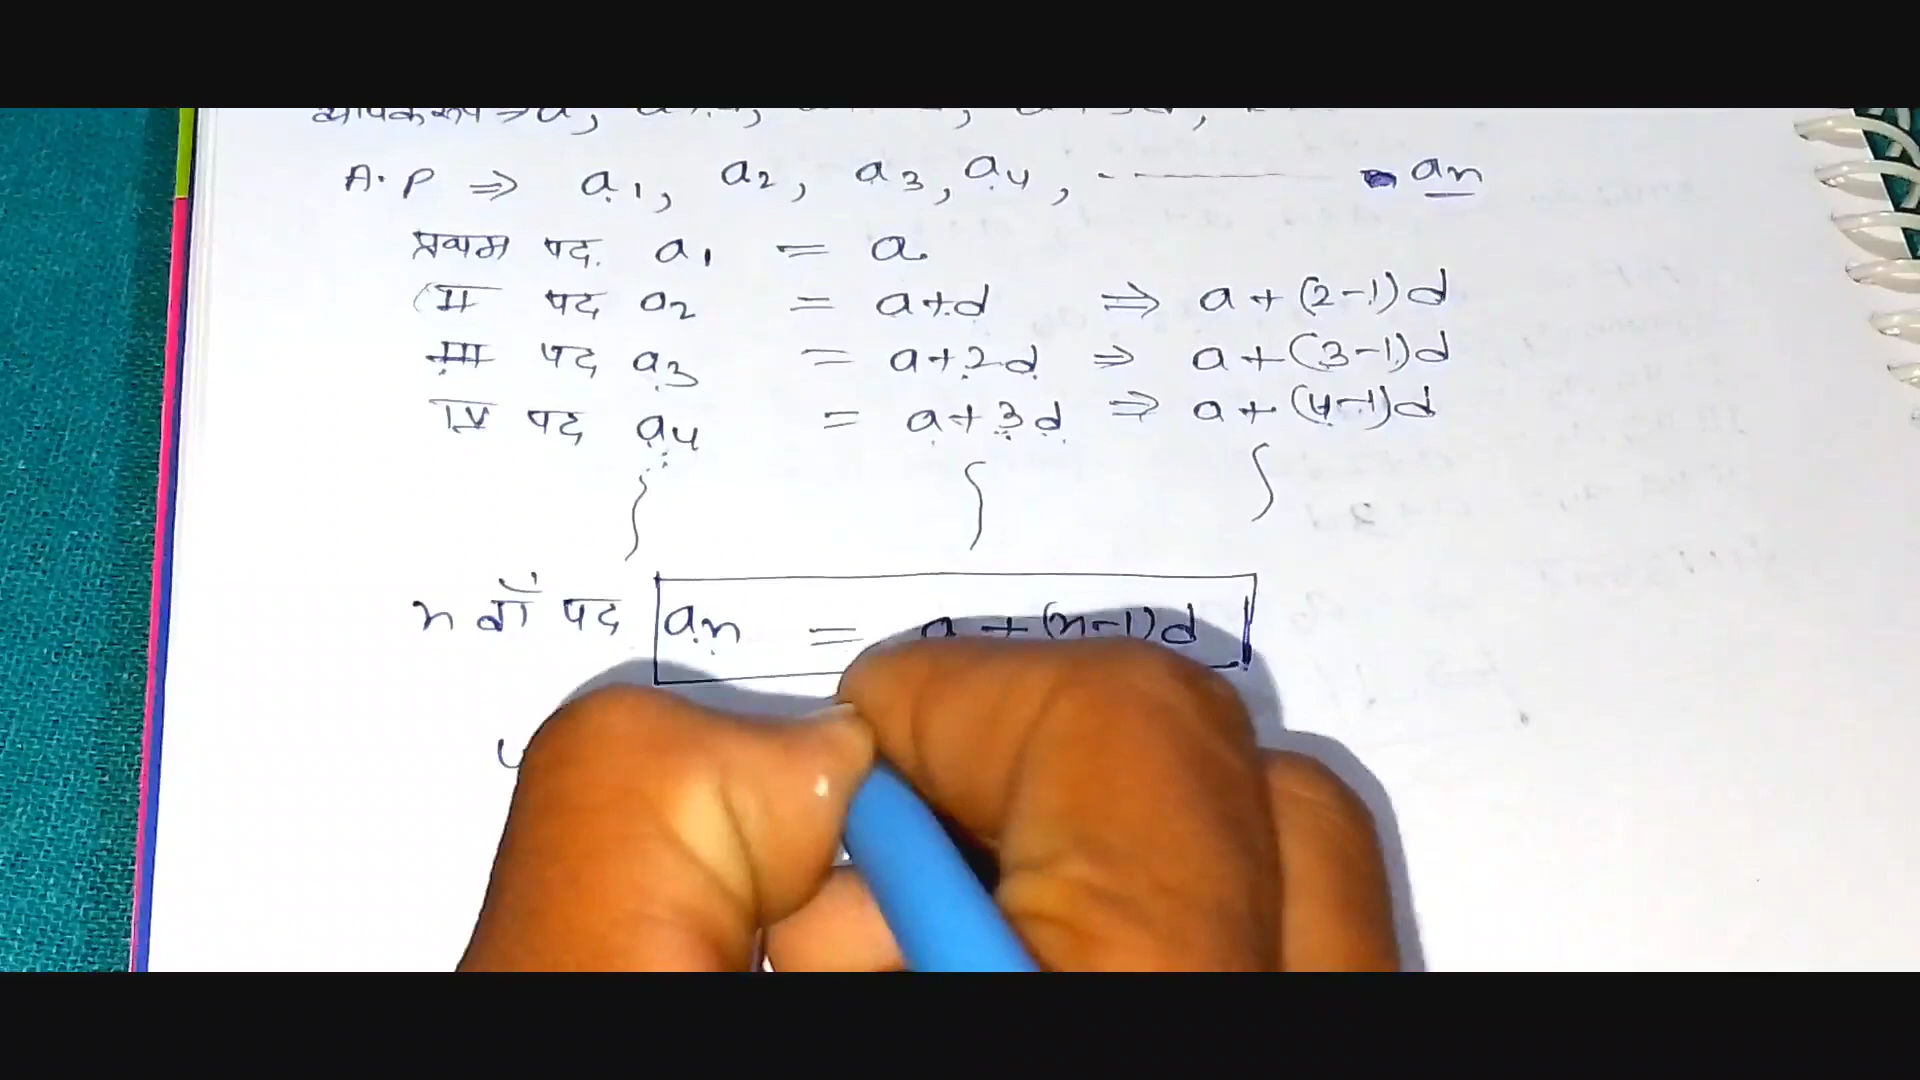 व्यापक रूप → a,
A.P ⇒ a1, a2, a3, a4, ---------- an
प्रथम पद. a1 = a
II पद a2 = a+d ⇒ a+(2-1)d
III पद a3 = a+2d ⇒ a+(3-1)d
IV पद a4 = a+3d ⇒ a+(4-1)d
n वाँ पद an = a+(n-1)d